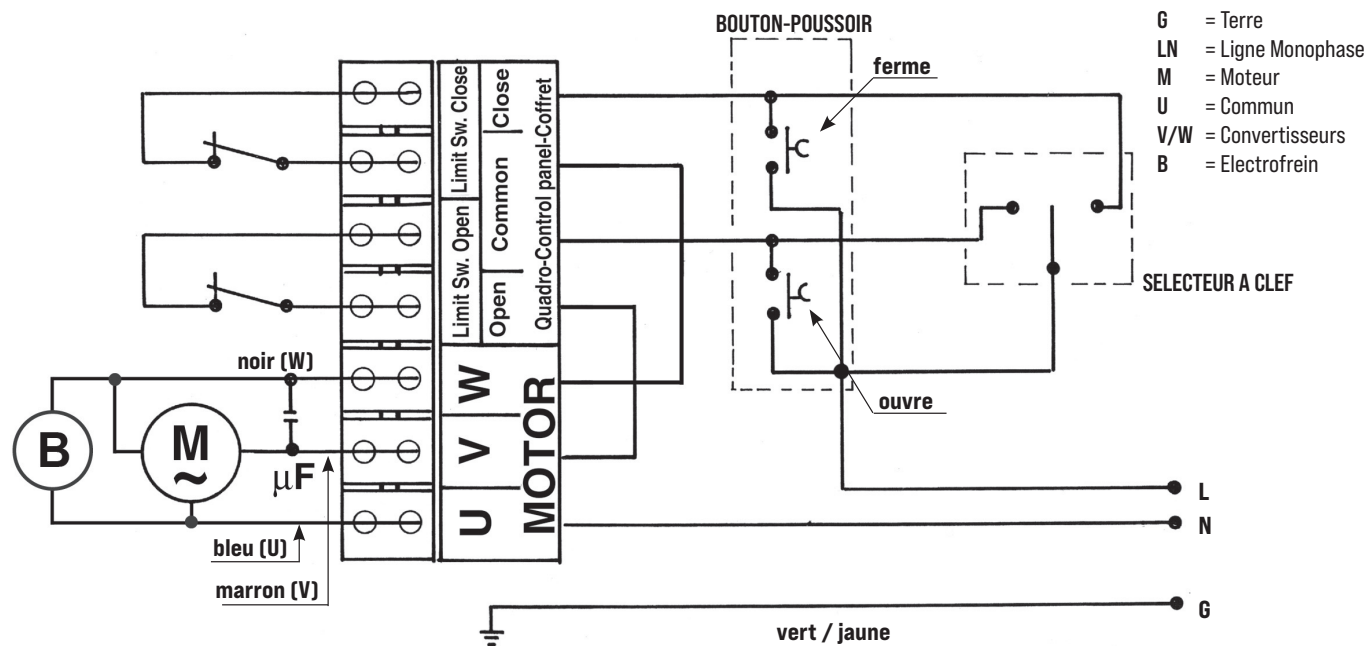 BOUTON-POUSSOIR
ferme
G = Terre
LN = Ligne Monophase
M = Moteur
U = Commun
V/W = Convertisseurs
B = Electrofrein
SELECTEUR A CLEF
Limit Sw. Close
Limit Sw. Open
Close
Common
Open
Quadro-Control panel-Coffret
W
V
U
MOTOR
noir (W)
B
M
~
µF
bleu (U)
marron (V)
ouvre
L
N
G
vert / jaune